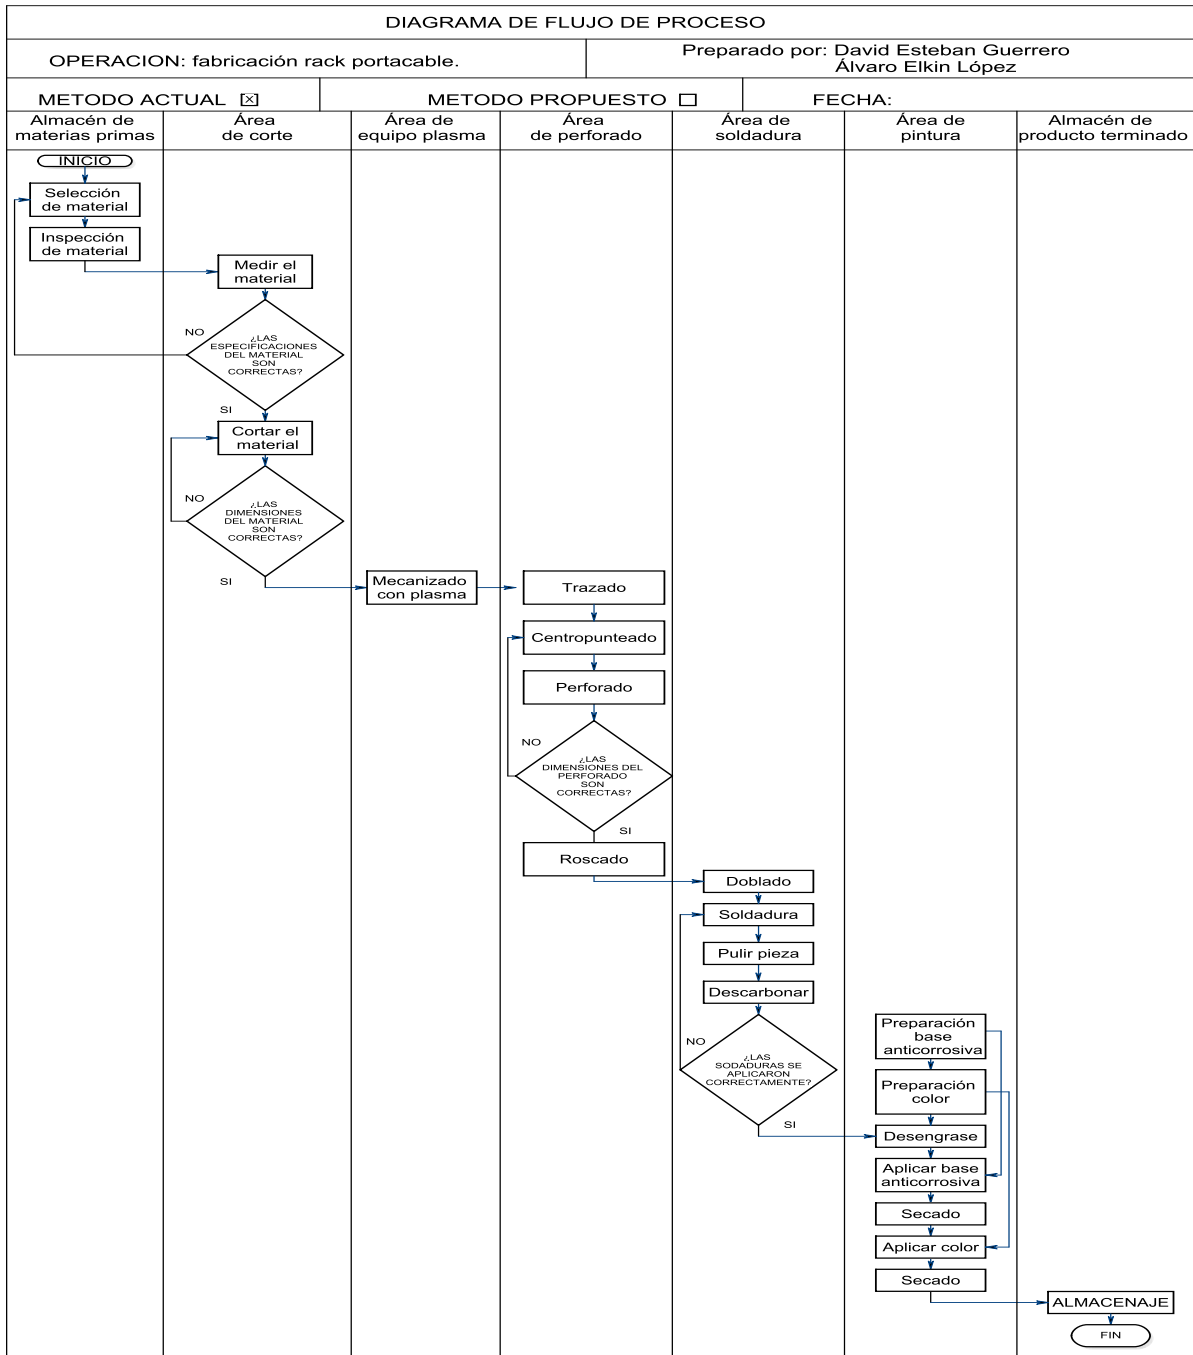 DIAGRAMA DE FLUJO DE PROCESO
OPERACION: fabricación rack portacable.
Preparado por: David Esteban Guerrero
Álvaro Elkin López
METODO ACTUAL ☒
METODO PROPUESTO ☐
FECHA:
Almacén de
materias primas
Área
de corte
Área de
equipo plasma
Área
de perforado
Área de
soldadura
Área de
pintura
Almacén de
producto terminado
INICIO
Selección
de material
Inspección
de material
Medir el
material
NO
¿LAS
ESPECIFICACIONES
DEL MATERIAL
SON
CORRECTAS?
SI
Cortar el
material
NO
¿LAS
DIMENSIONES
DEL MATERIAL
SON
CORRECTAS?
SI
Mecanizado
con plasma
Trazado
Centropunteado
Perforado
NO
¿LAS
DIMENSIONES DEL
PERFORADO
SON
CORRECTAS?
SI
Roscado
Doblado
Soldadura
Pulir pieza
Descarbonar
NO
¿LAS
SODADURAS SE
APLICARON
CORRECTAMENTE?
SI
Preparación
base
anticorrosiva
Preparación
color
Desengrase
Aplicar base
anticorrosiva
Secado
Aplicar color
Secado
ALMACENAJE
FIN